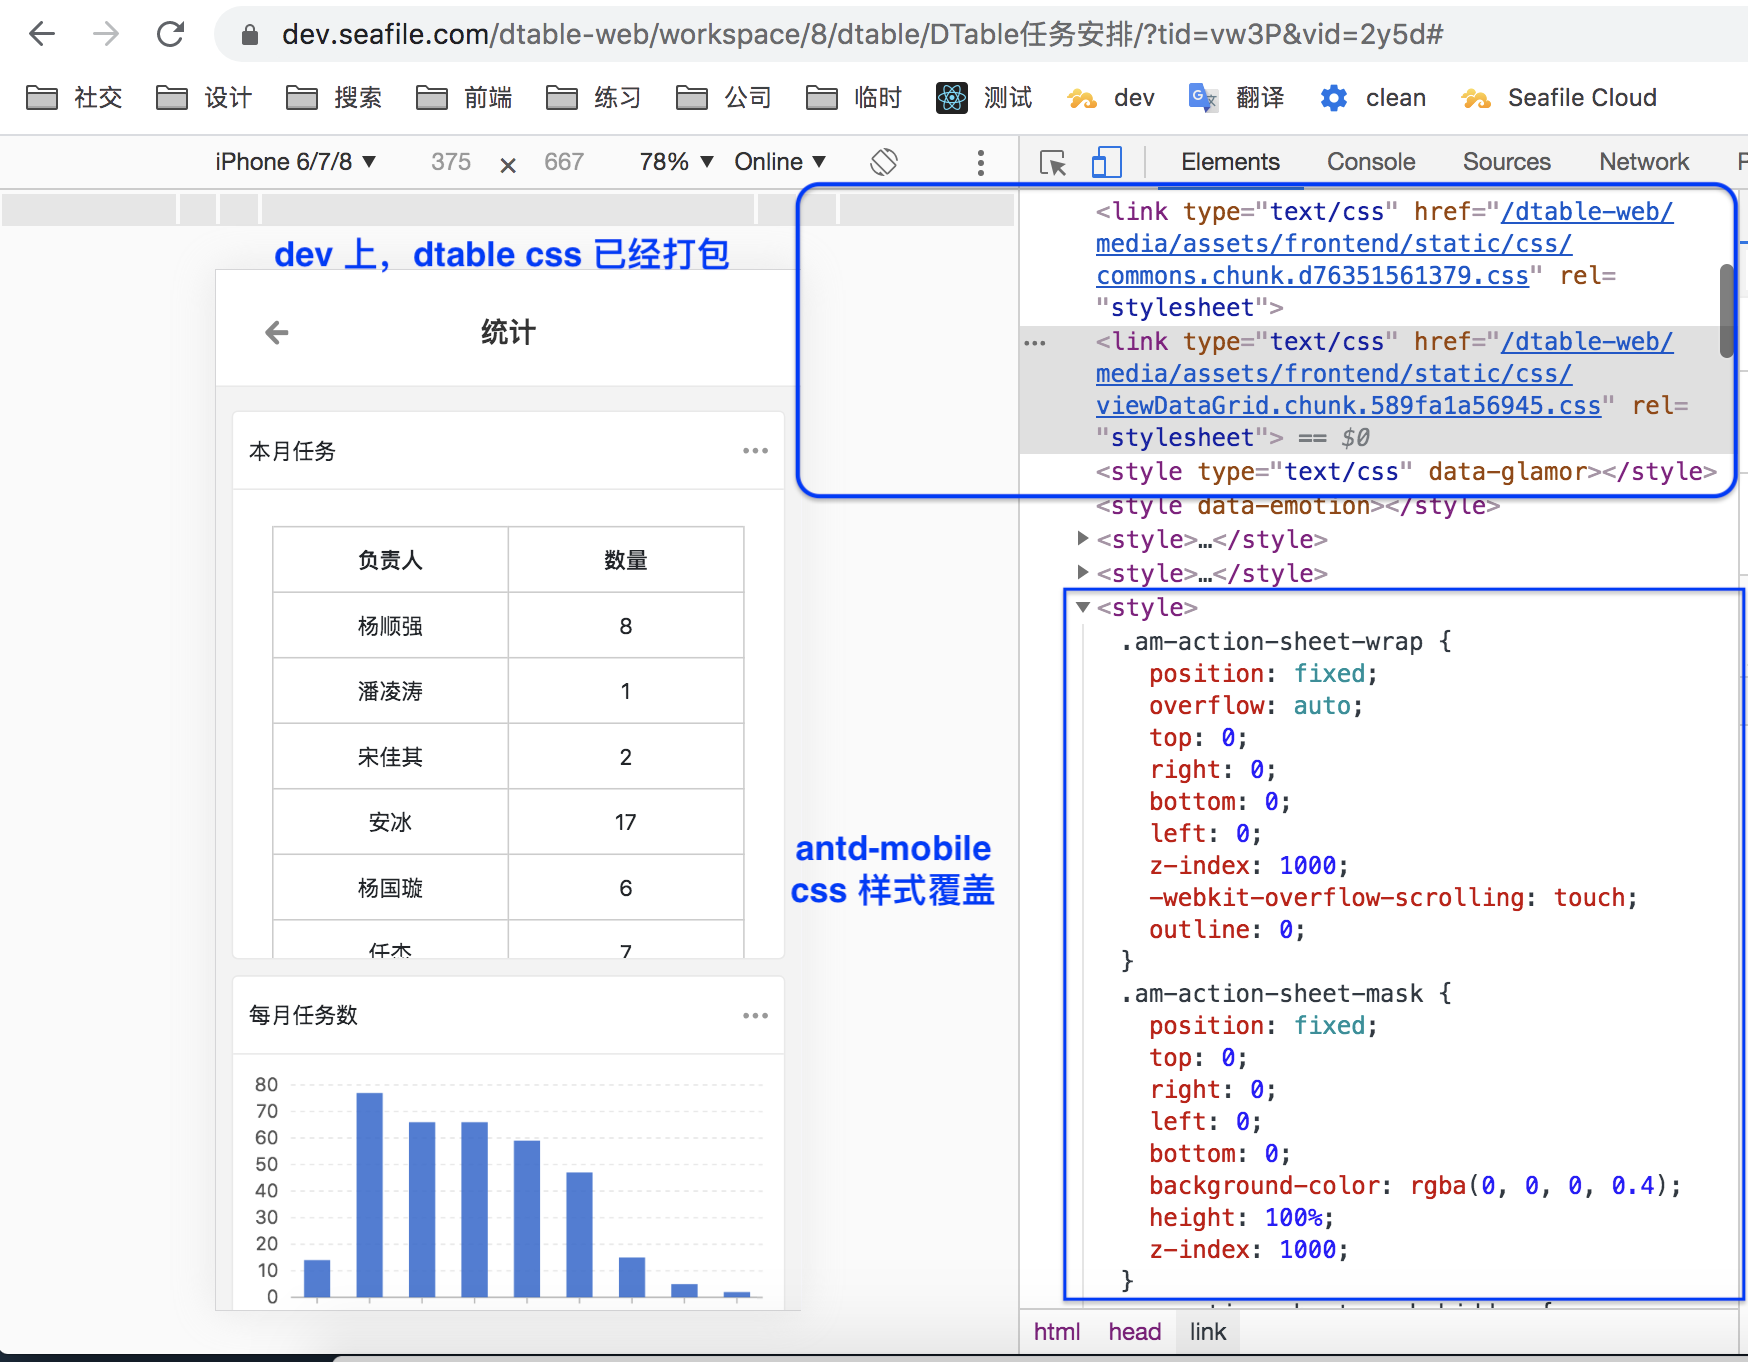 dev.seafile.com/dtable-web/workspace/8/dtable/DTable任务安排/?tid=vw3P&vid=2y5d#
社交 设计 搜索 前端 练习 公司 临时 测试 dev 翻译 clean Seafile Cloud
iPhone 6/7/8 ▼ 375 × 667 78% ▼ Online ▼
Elements Console Sources Network
dev 上，dtable css 已经打包
统计
本月任务
负责人 数量
杨顺强 8
潘凌涛 1
宋佳其 2
安冰 17
杨国璇 6
任杰 7
每月任务数
80
70
60
50
40
30
20
10
0
antd-mobile
css 样式覆盖
<link type="text/css" href="/dtable-web/
media/assets/frontend/static/css/
commons.chunk.d76351561379.css" rel=
"stylesheet">
<link type="text/css" href="/dtable-web/
media/assets/frontend/static/css/
viewDataGrid.chunk.589fa1a56945.css" rel=
"stylesheet"> == $0
<style type="text/css" data-glamor></style>
<style data-emotion></style>
<style>…</style>
<style>…</style>
<style>
.am-action-sheet-wrap {
position: fixed;
overflow: auto;
top: 0;
right: 0;
bottom: 0;
left: 0;
z-index: 1000;
-webkit-overflow-scrolling: touch;
outline: 0;
}
.am-action-sheet-mask {
position: fixed;
top: 0;
right: 0;
left: 0;
bottom: 0;
background-color: rgba(0, 0, 0, 0.4);
height: 100%;
z-index: 1000;
}
html head link